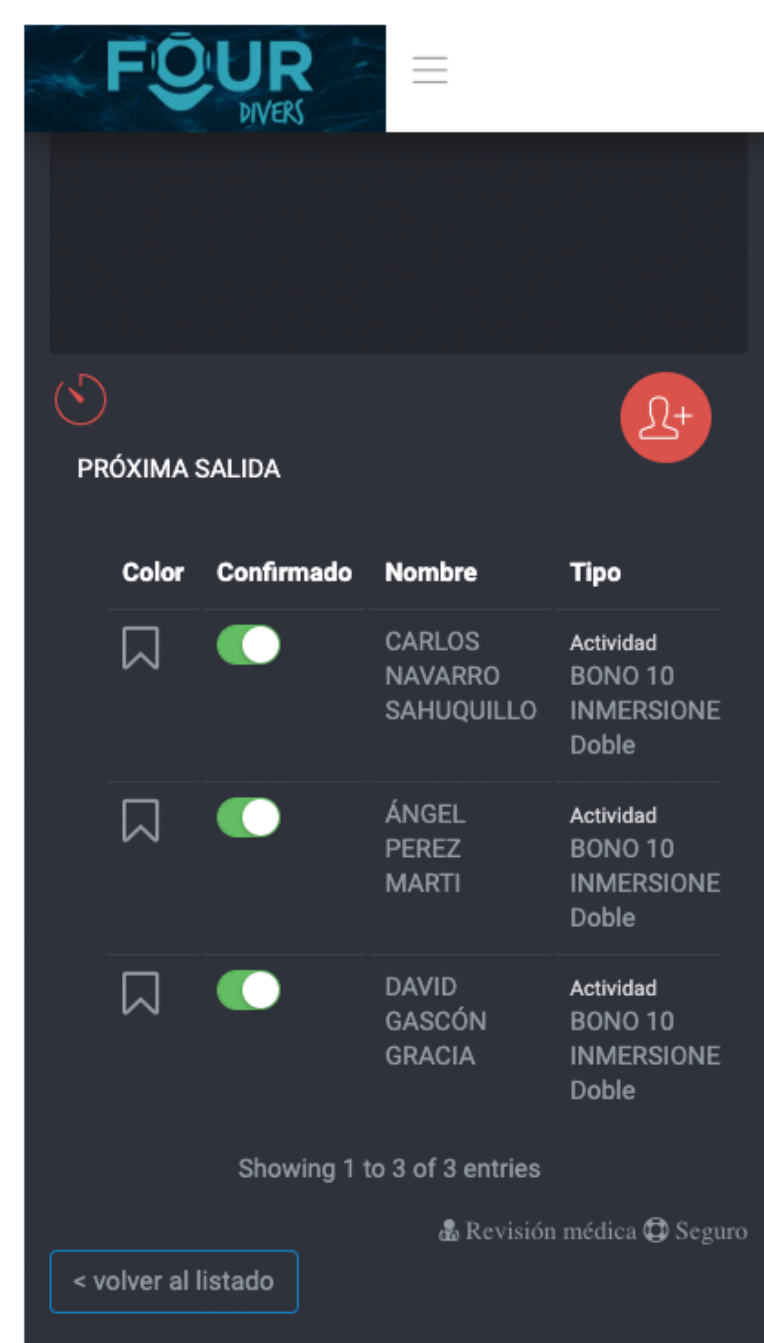 FOUR
DIVERS
PRÓXIMA SALIDA
Color Confirmado Nombre Tipo
CARLOS
NAVARRO
SAHUQUILLO
Actividad
BONO 10
INMERSIONE
Doble
ÁNGEL
PEREZ
MARTI
Actividad
BONO 10
INMERSIONE
Doble
DAVID
GASCÓN
GRACIA
Actividad
BONO 10
INMERSIONE
Doble
Showing 1 to 3 of 3 entries
Revisión médica Seguro
< volver al listado